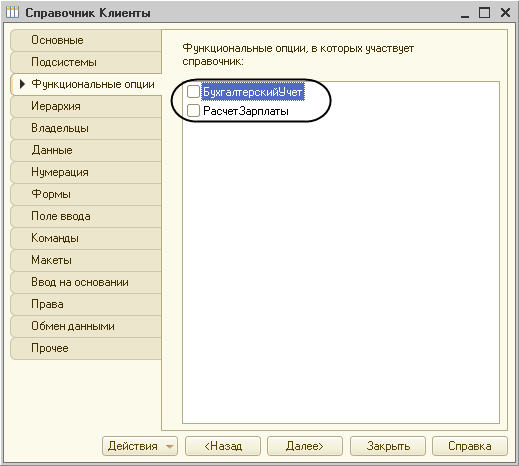 Справочник Клиенты
Основные
Подсистемы
Функциональные опции
Иерархия
Владельцы
Данные
Нумерация
Формы
Поле ввода
Команды
Макеты
Ввод на основании
Права
Обмен данными
Прочее
Функциональные опции, в которых участвует
справочник:
БухгалтерскийУчет
РасчетЗарплаты
Действия
<Назад
Далее>
Закрыть
Справка